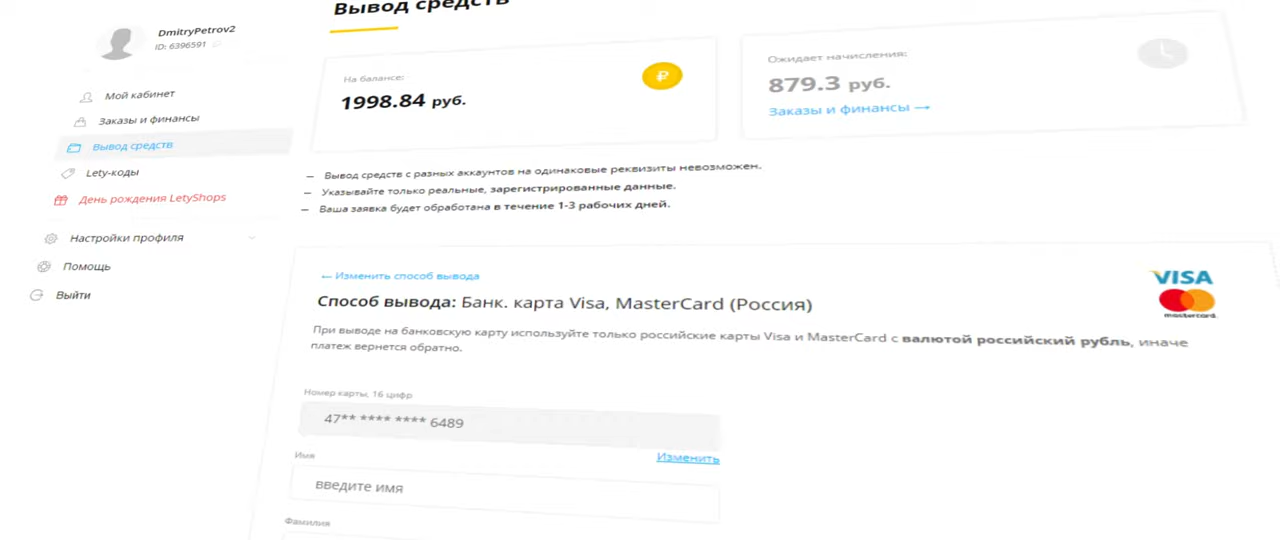 Вывод средств
DmitryPetrov2
ID: 6396591
Мой кабинет
Заказы и финансы
Вывод средств
Lety-коды
День рождения LetyShops
Настройки профиля
Помощь
Выйти
На балансе:
1998.84 руб.
Ожидает начисления:
879.3 руб.
Заказы и финансы →
— Вывод средств с разных аккаунтов на одинаковые реквизиты невозможен.
— Указывайте только реальные, зарегистрированные данные.
— Ваша заявка будет обработана в течение 1-3 рабочих дней.
← Изменить способ вывода
Способ вывода: Банк. карта Visa, MasterCard (Россия)
VISA
mastercard.
При выводе на банковскую карту используйте только российские карты Visa и MasterCard с валютой российский рубль, иначе
платеж вернется обратно.
Номер карты, 16 цифр
47** **** **** 6489
Изменить
Имя
введите имя
Фамилия